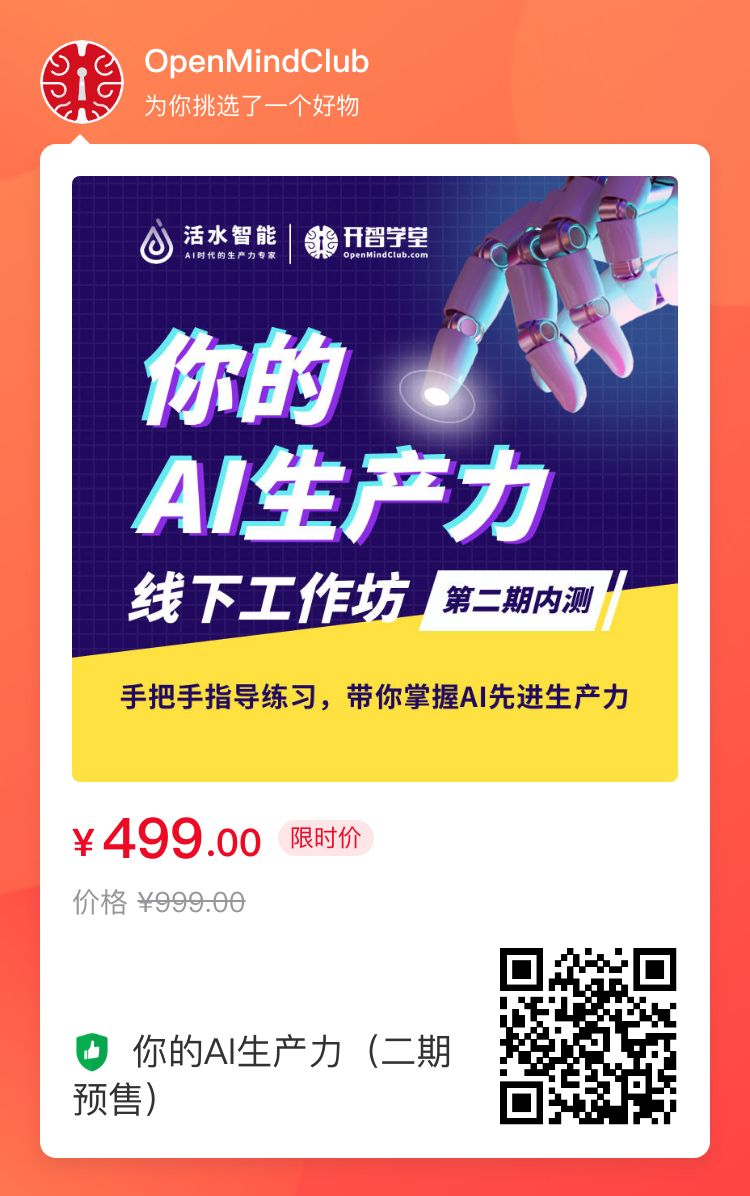 OpenMindClub
为你挑选了一个好物
活水智能
AI时代的生产力专家
开智学堂
OpenMindClub.com
你的
AI生产力
线下工作坊 第二期内测
手把手指导练习，带你掌握AI先进生产力
¥499.00 限时价
价格 ¥999.00
你的AI生产力（二期
预售）